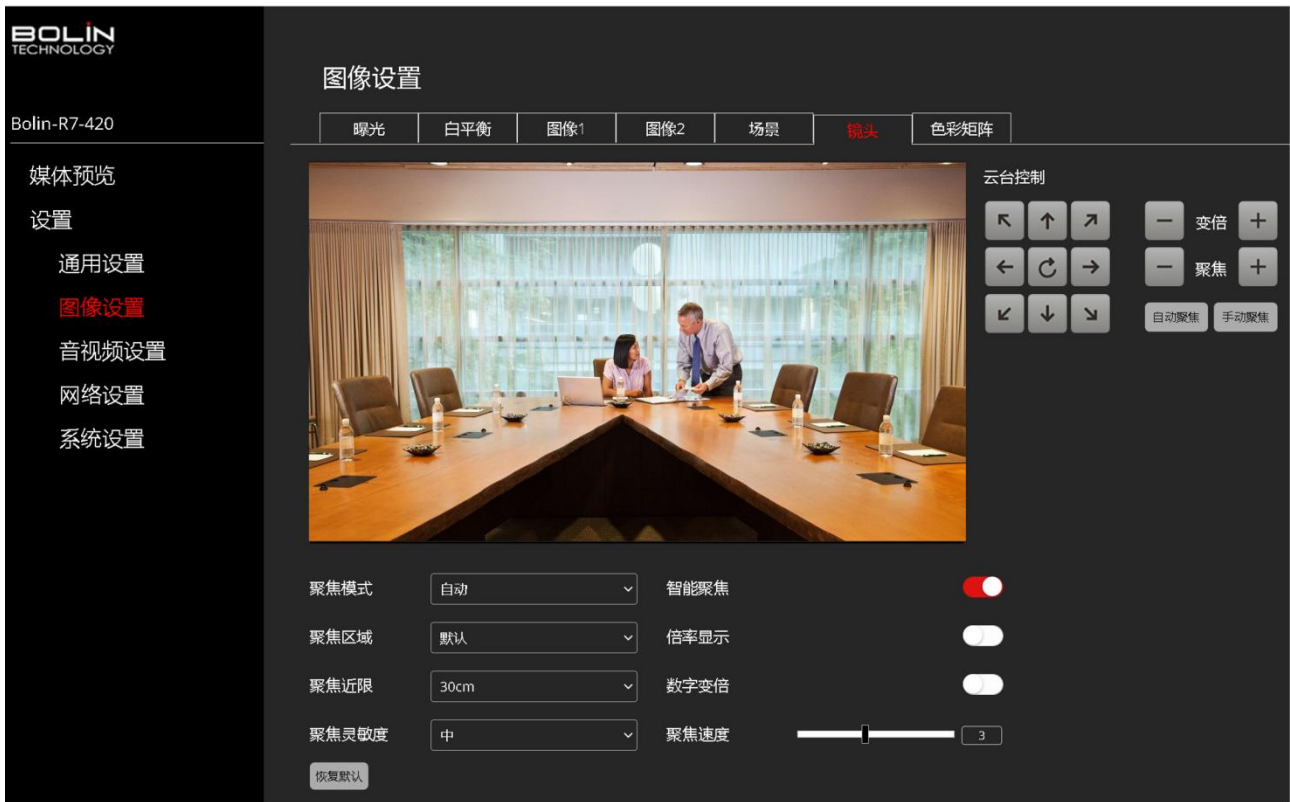 BOLIN
TECHNOLOGY
Bolin-R7-420
媒体预览
设置
通用设置
图像设置
音视频设置
网络设置
系统设置
图像设置
曝光 白平衡 图像1 图像2 场景 镜头 色彩矩阵
云台控制
变倍
聚焦
自动聚焦 手动聚焦
聚焦模式 自动 智能聚焦
聚焦区域 默认 倍率显示
聚焦近限 30cm 数字变倍
聚焦灵敏度 中 聚焦速度 3
恢复默认